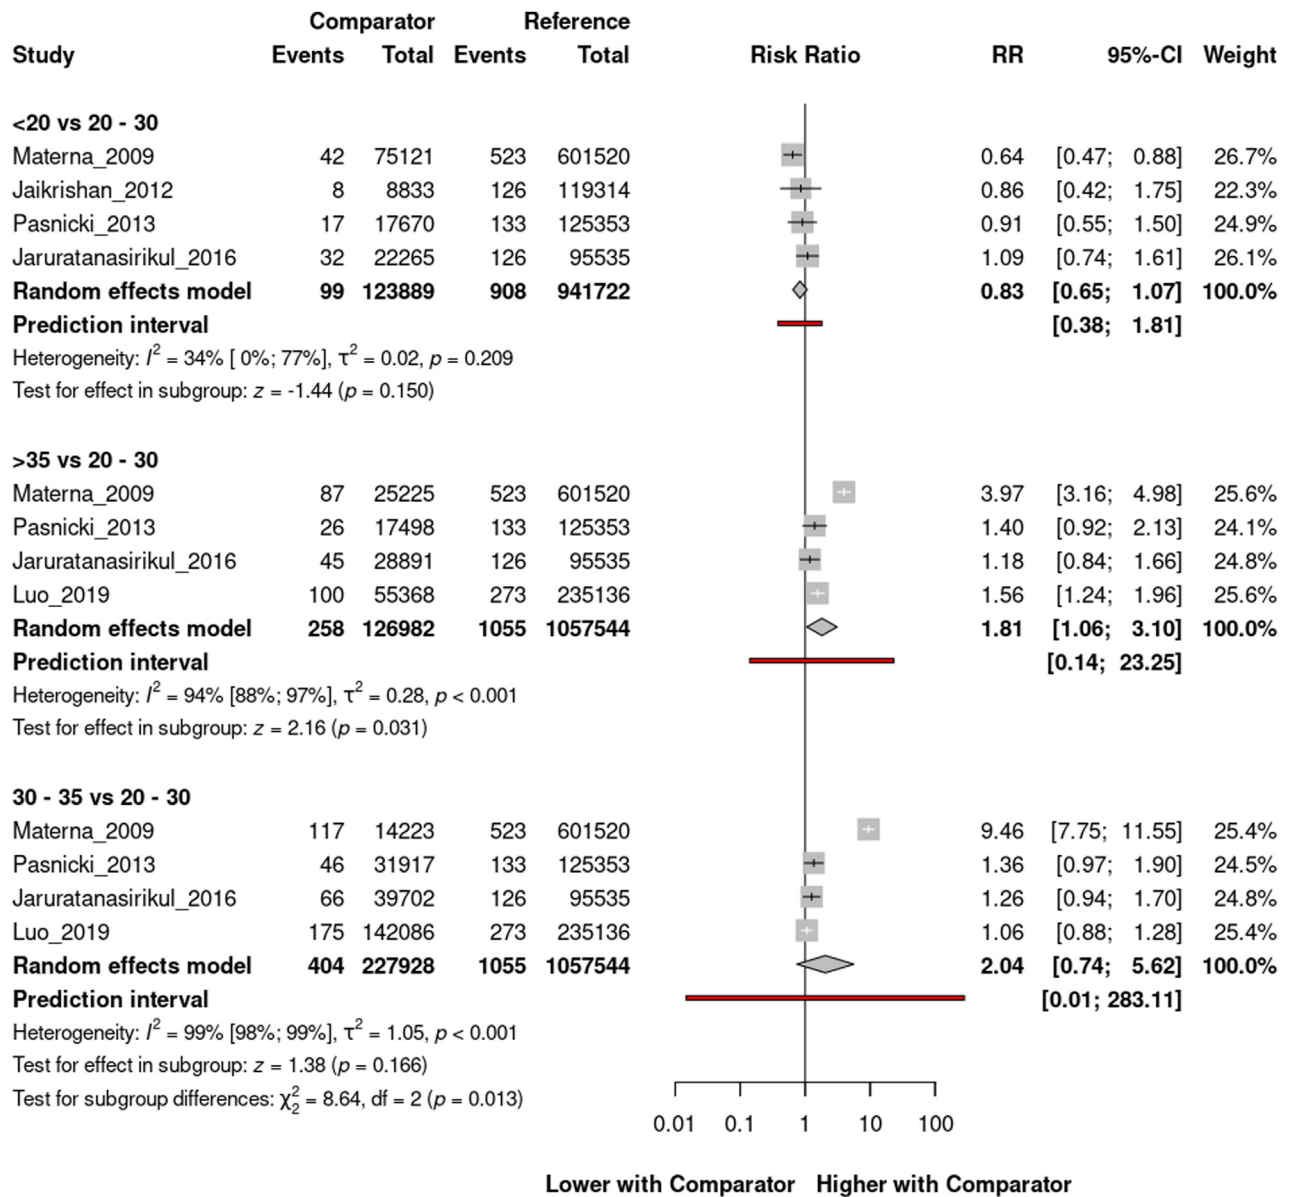 Comparator Reference
Study Events Total Events Total Risk Ratio RR 95%-CI Weight
<20 vs 20 - 30
Materna_2009 42 75121 523 601520 0.64 [0.47; 0.88] 26.7%
Jaikrishan_2012 8 8833 126 119314 0.86 [0.42; 1.75] 22.3%
Pasnicki_2013 17 17670 133 125353 0.91 [0.55; 1.50] 24.9%
Jaruratanasirikul_2016 32 22265 126 95535 1.09 [0.74; 1.61] 26.1%
Random effects model 99 123889 908 941722 0.83 [0.65; 1.07] 100.0%
Prediction interval [0.38; 1.81]
Heterogeneity: I² = 34% [ 0%; 77%], τ² = 0.02, p = 0.209
Test for effect in subgroup: z = -1.44 (p = 0.150)
>35 vs 20 - 30
Materna_2009 87 25225 523 601520 3.97 [3.16; 4.98] 25.6%
Pasnicki_2013 26 17498 133 125353 1.40 [0.92; 2.13] 24.1%
Jaruratanasirikul_2016 45 28891 126 95535 1.18 [0.84; 1.66] 24.8%
Luo_2019 100 55368 273 235136 1.56 [1.24; 1.96] 25.6%
Random effects model 258 126982 1055 1057544 1.81 [1.06; 3.10] 100.0%
Prediction interval [0.14; 23.25]
Heterogeneity: I² = 94% [88%; 97%], τ² = 0.28, p < 0.001
Test for effect in subgroup: z = 2.16 (p = 0.031)
30 - 35 vs 20 - 30
Materna_2009 117 14223 523 601520 9.46 [7.75; 11.55] 25.4%
Pasnicki_2013 46 31917 133 125353 1.36 [0.97; 1.90] 24.5%
Jaruratanasirikul_2016 66 39702 126 95535 1.26 [0.94; 1.70] 24.8%
Luo_2019 175 142086 273 235136 1.06 [0.88; 1.28] 25.4%
Random effects model 404 227928 1055 1057544 2.04 [0.74; 5.62] 100.0%
Prediction interval [0.01; 283.11]
Heterogeneity: I² = 99% [98%; 99%], τ² = 1.05, p < 0.001
Test for effect in subgroup: z = 1.38 (p = 0.166)
Test for subgroup differences: χ²₂ = 8.64, df = 2 (p = 0.013)
0.01 0.1 1 10 100
Lower with Comparator Higher with Comparator